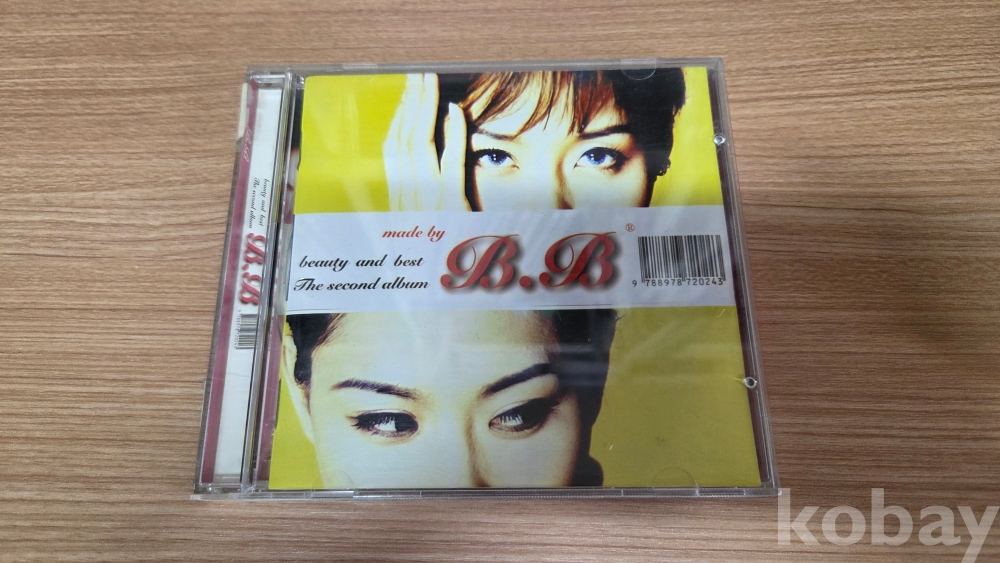 made by
beauty and best
The second album
B.B®
9 788978 720243
beauty and best
The second album
B.B
kobay